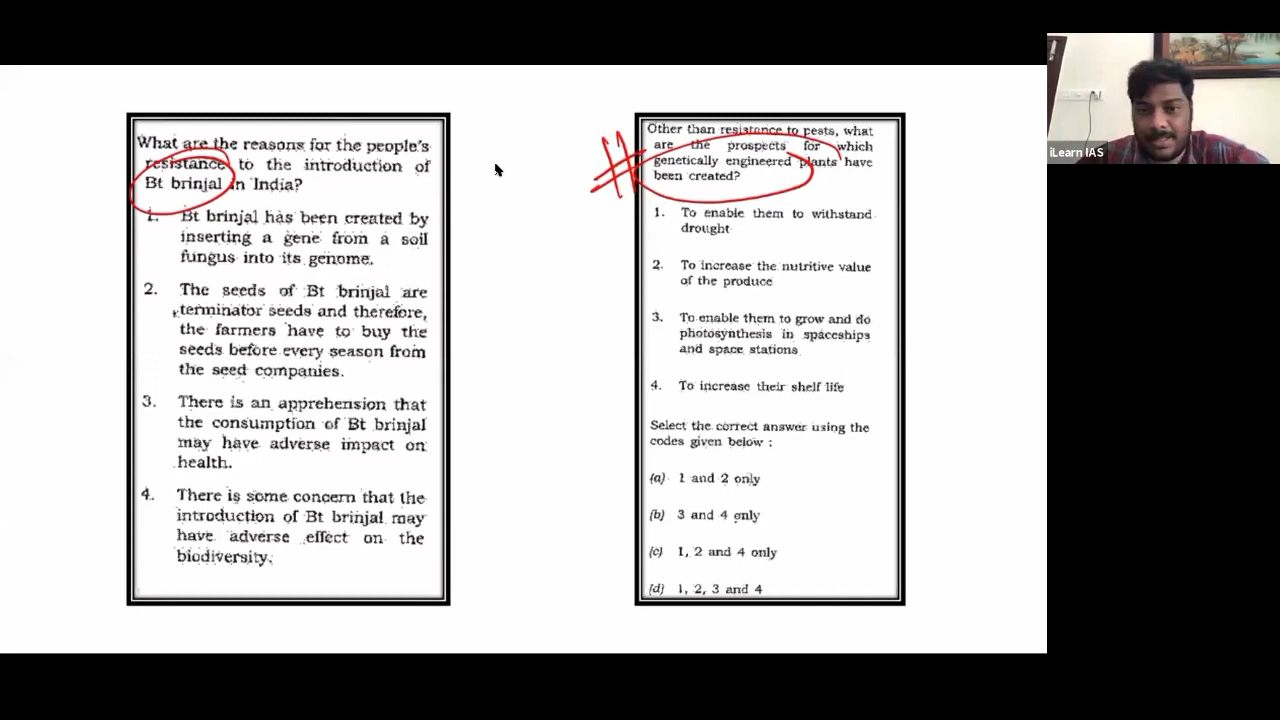 What are the reasons for the people's
resistance to the introduction of
Bt brinjal in India?
1. Bt brinjal has been created by
inserting a gene from a soil
fungus into its genome.
2. The seeds of Bt brinjal are
terminator seeds and therefore,
the farmers have to buy the
seeds before every season from
the seed companies.
3. There is an apprehension that
the consumption of Bt brinjal
may have adverse impact on
health.
4. There is some concern that the
introduction of Bt brinjal may
have adverse effect on the
biodiversity.
Other than resistance to pests, what
are the prospects for which
genetically engineered plants have
been created?
1. To enable them to withstand
drought
2. To increase the nutritive value
of the produce
3. To enable them to grow and do
photosynthesis in spaceships
and space stations
4. To increase their shelf life
Select the correct answer using the
codes given below :
(a) 1 and 2 only
(b) 3 and 4 only
(c) 1, 2 and 4 only
(d) 1, 2, 3 and 4
iLearn IAS